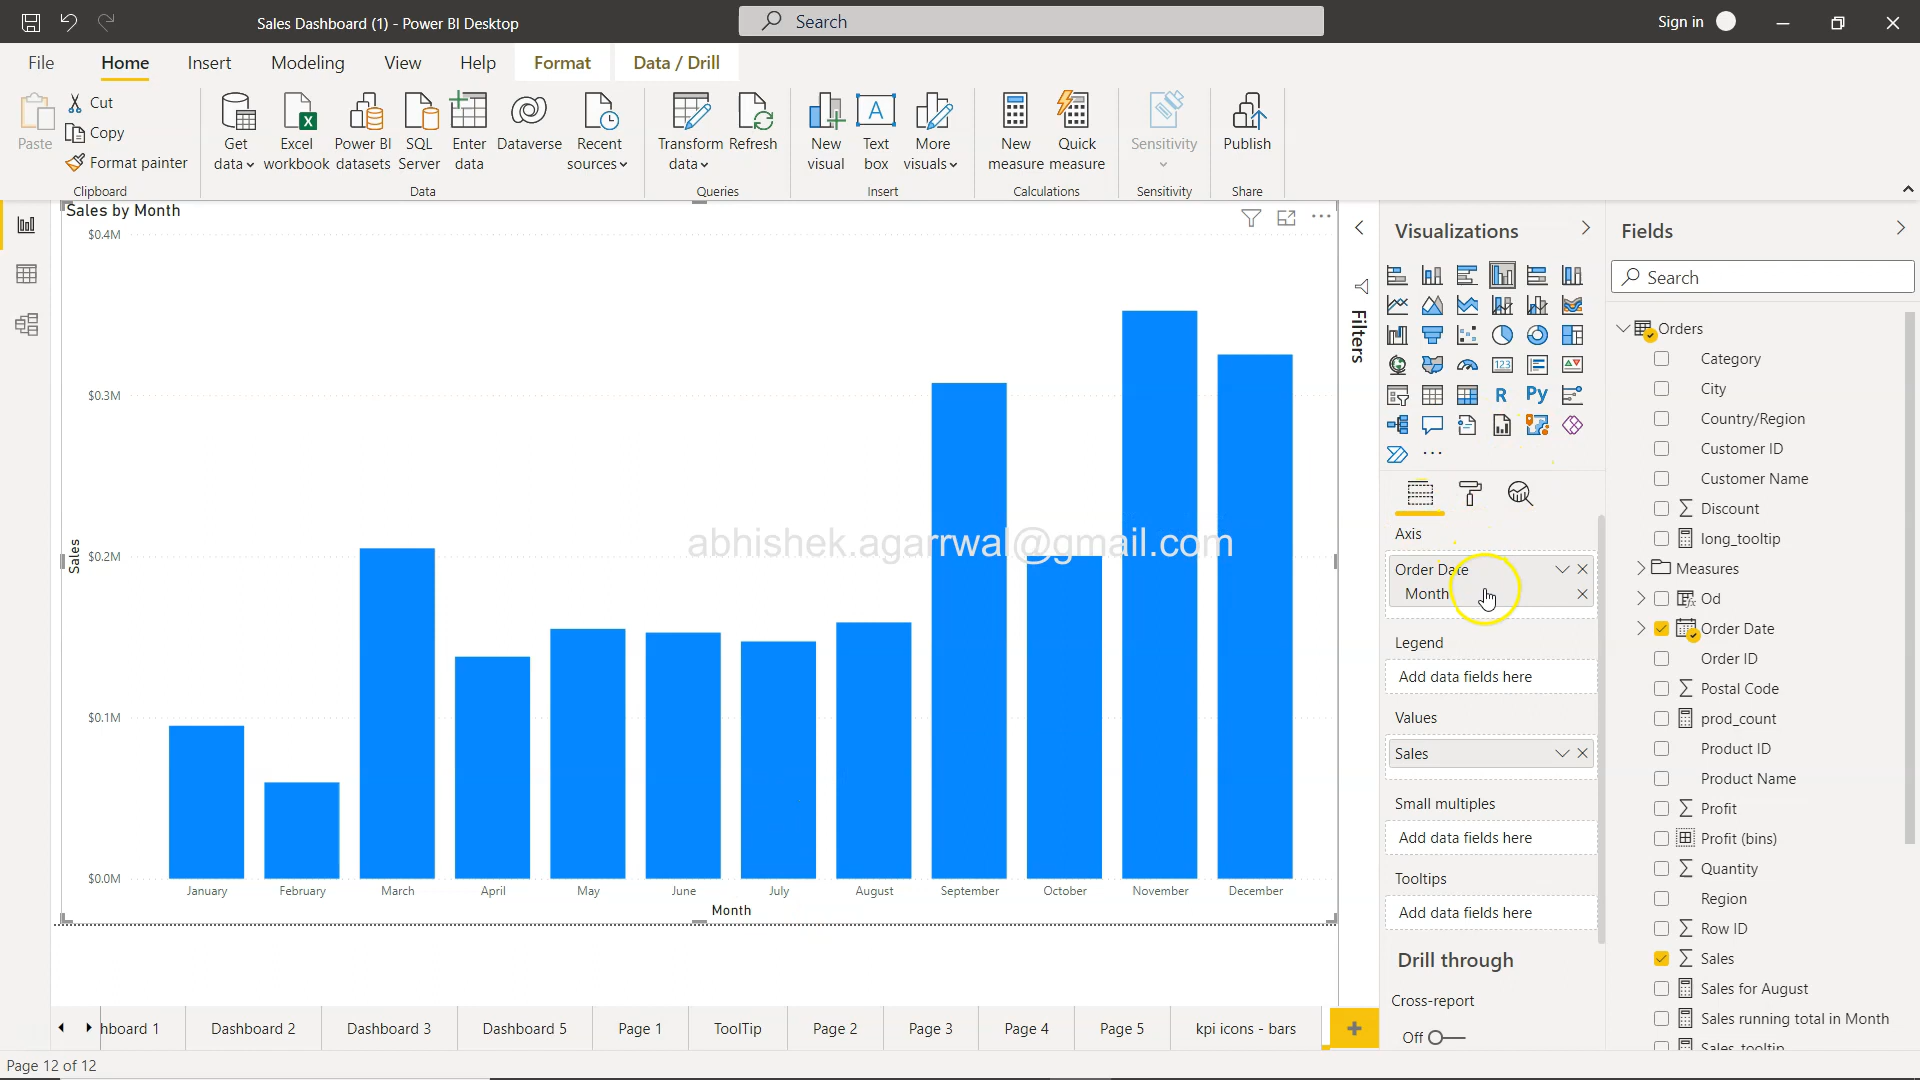 Sales Dashboard (1) - Power BI Desktop
Search
Sign in
File Home Insert Modeling View Help Format Data / Drill
Paste
Cut
Copy
Format painter
Clipboard
Get data
Excel workbook
Power BI datasets
SQL Server
Enter data
Dataverse
Recent sources
Data
Transform data
Refresh
Queries
New visual
A
Text box
More visuals
Insert
New measure
Quick measure
Calculations
Sensitivity
Sensitivity
Publish
Share
Sales by Month
$0.4M
$0.3M
$0.2M
$0.1M
$0.0M
Sales
abhishek.agarrwal@gmail.com
January February March April May June July August September October November December
Month
Filters
Visualizations
123
R
Py
Axis
Order Date
Month
Legend
Add data fields here
Values
Sales
Small multiples
Add data fields here
Tooltips
Add data fields here
Drill through
Cross-report
Off
Fields
Search
Orders
Category
City
Country/Region
Customer ID
Customer Name
Discount
long_tooltip
Measures
Od
Order Date
Order ID
Postal Code
prod_count
Product ID
Product Name
Profit
Profit (bins)
Quantity
Region
Row ID
Sales
Sales for August
Sales running total in Month
Sales_tooltip
hboard 1 Dashboard 2 Dashboard 3 Dashboard 5 Page 1 ToolTip Page 2 Page 3 Page 4 Page 5 kpi icons - bars
Page 12 of 12